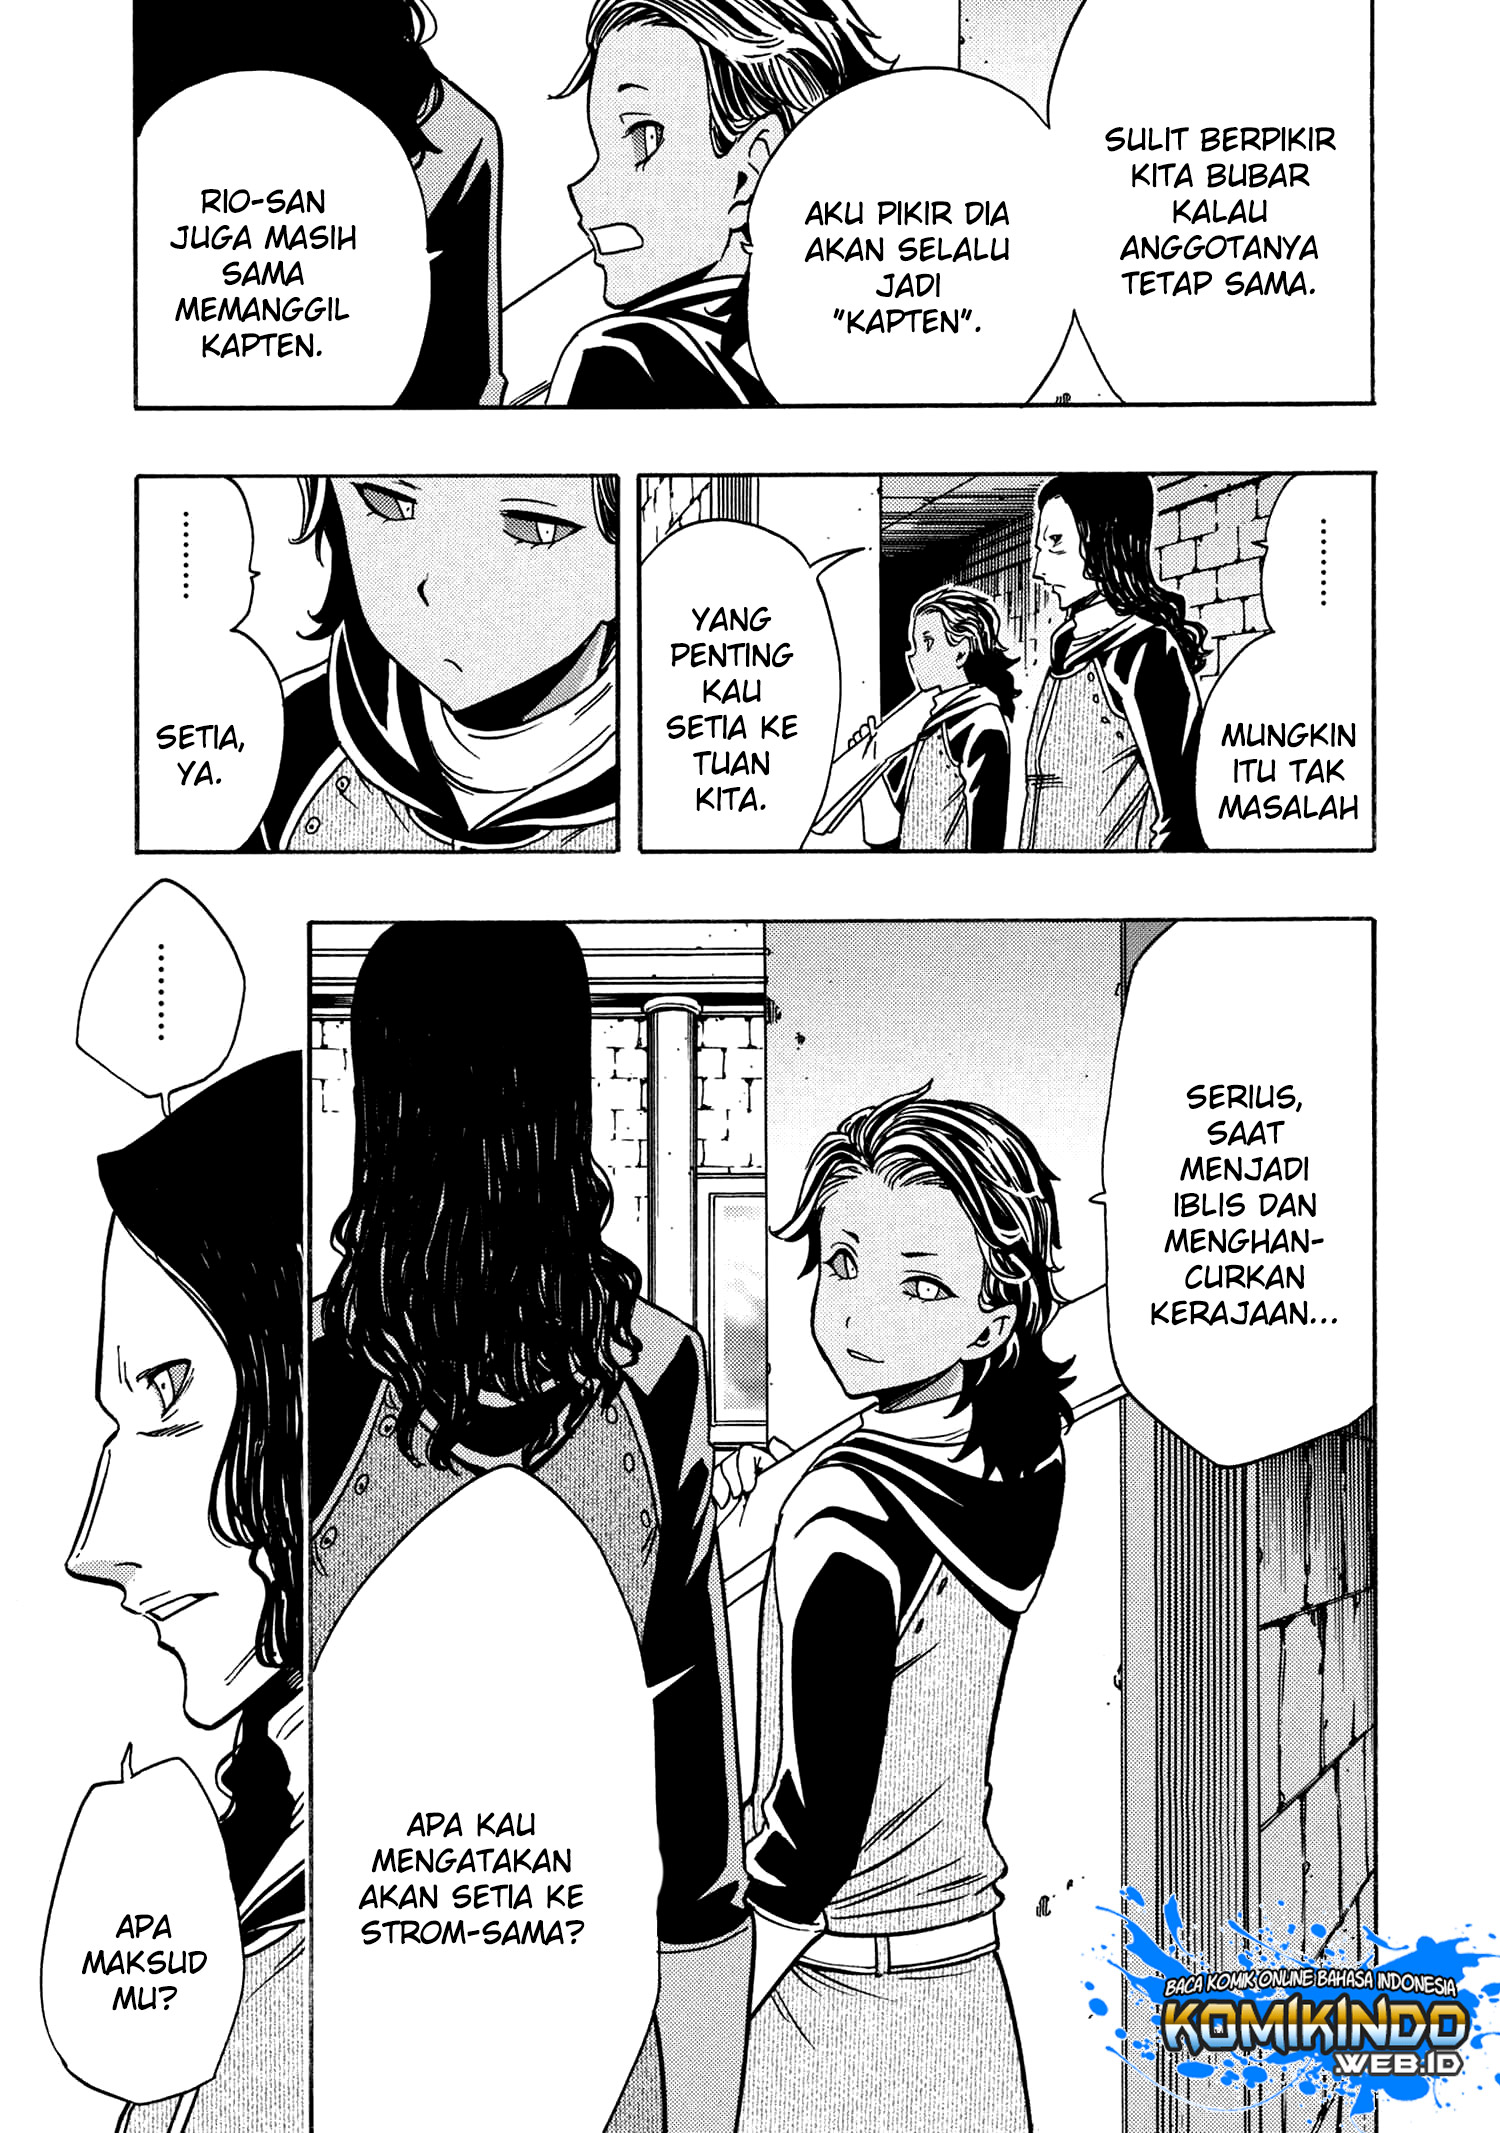 SULIT BERPIKIR
KITA BUBAR
KALAU
ANGGOTANYA
TETAP SAMA.
AKU PIKIR DIA
AKAN SELALU
JADI
"KAPTEN".
RIO-SAN
JUGA MASIH
SAMA
MEMANGGIL
KAPTEN.
.........
MUNGKIN
ITU TAK
MASALAH
YANG
PENTING
KAU
SETIA KE
TUAN
KITA.
.........
SETIA,
YA.
SERIUS,
SAAT
MENJADI
IBLIS DAN
MENGHAN-
CURKAN
KERAJAAN...
APA KAU
MENGATAKAN
AKAN SETIA KE
STROM-SAMA?
.........
APA
MAKSUD
MU?
BACA KOMIK ONLINE BAHASA INDONESIA
KOMIKINDO
WEB.ID